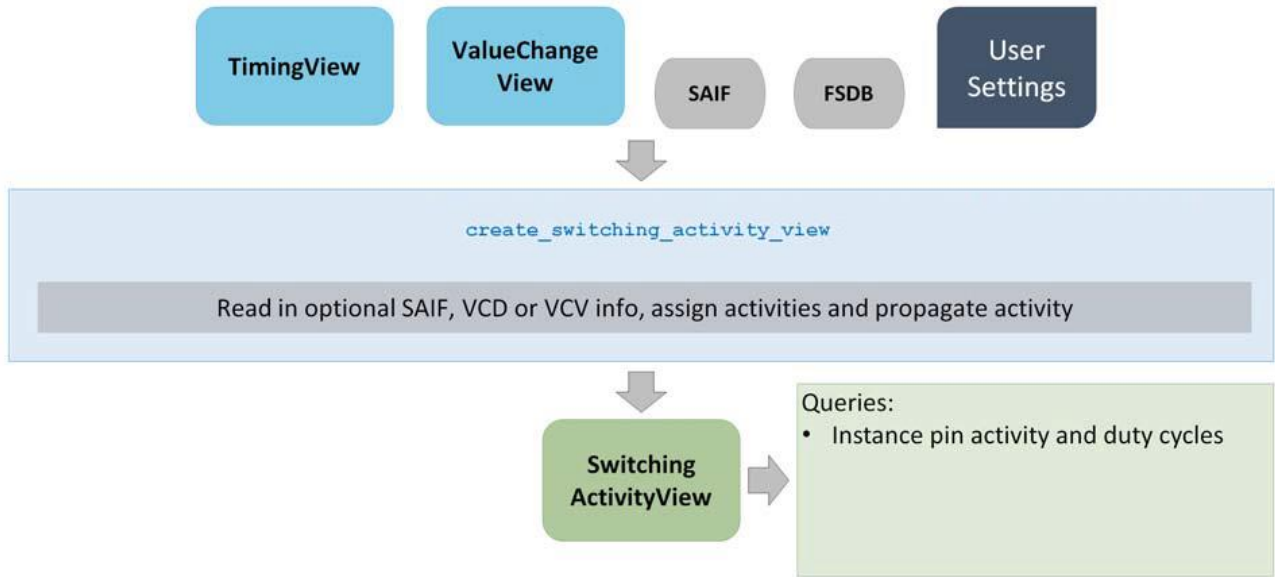 TimingView
ValueChange
View
SAIF
FSDB
User
Settings
create_switching_activity_view
Read in optional SAIF, VCD or VCV info, assign activities and propagate activity
Switching
ActivityView
Queries:
• Instance pin activity and duty cycles